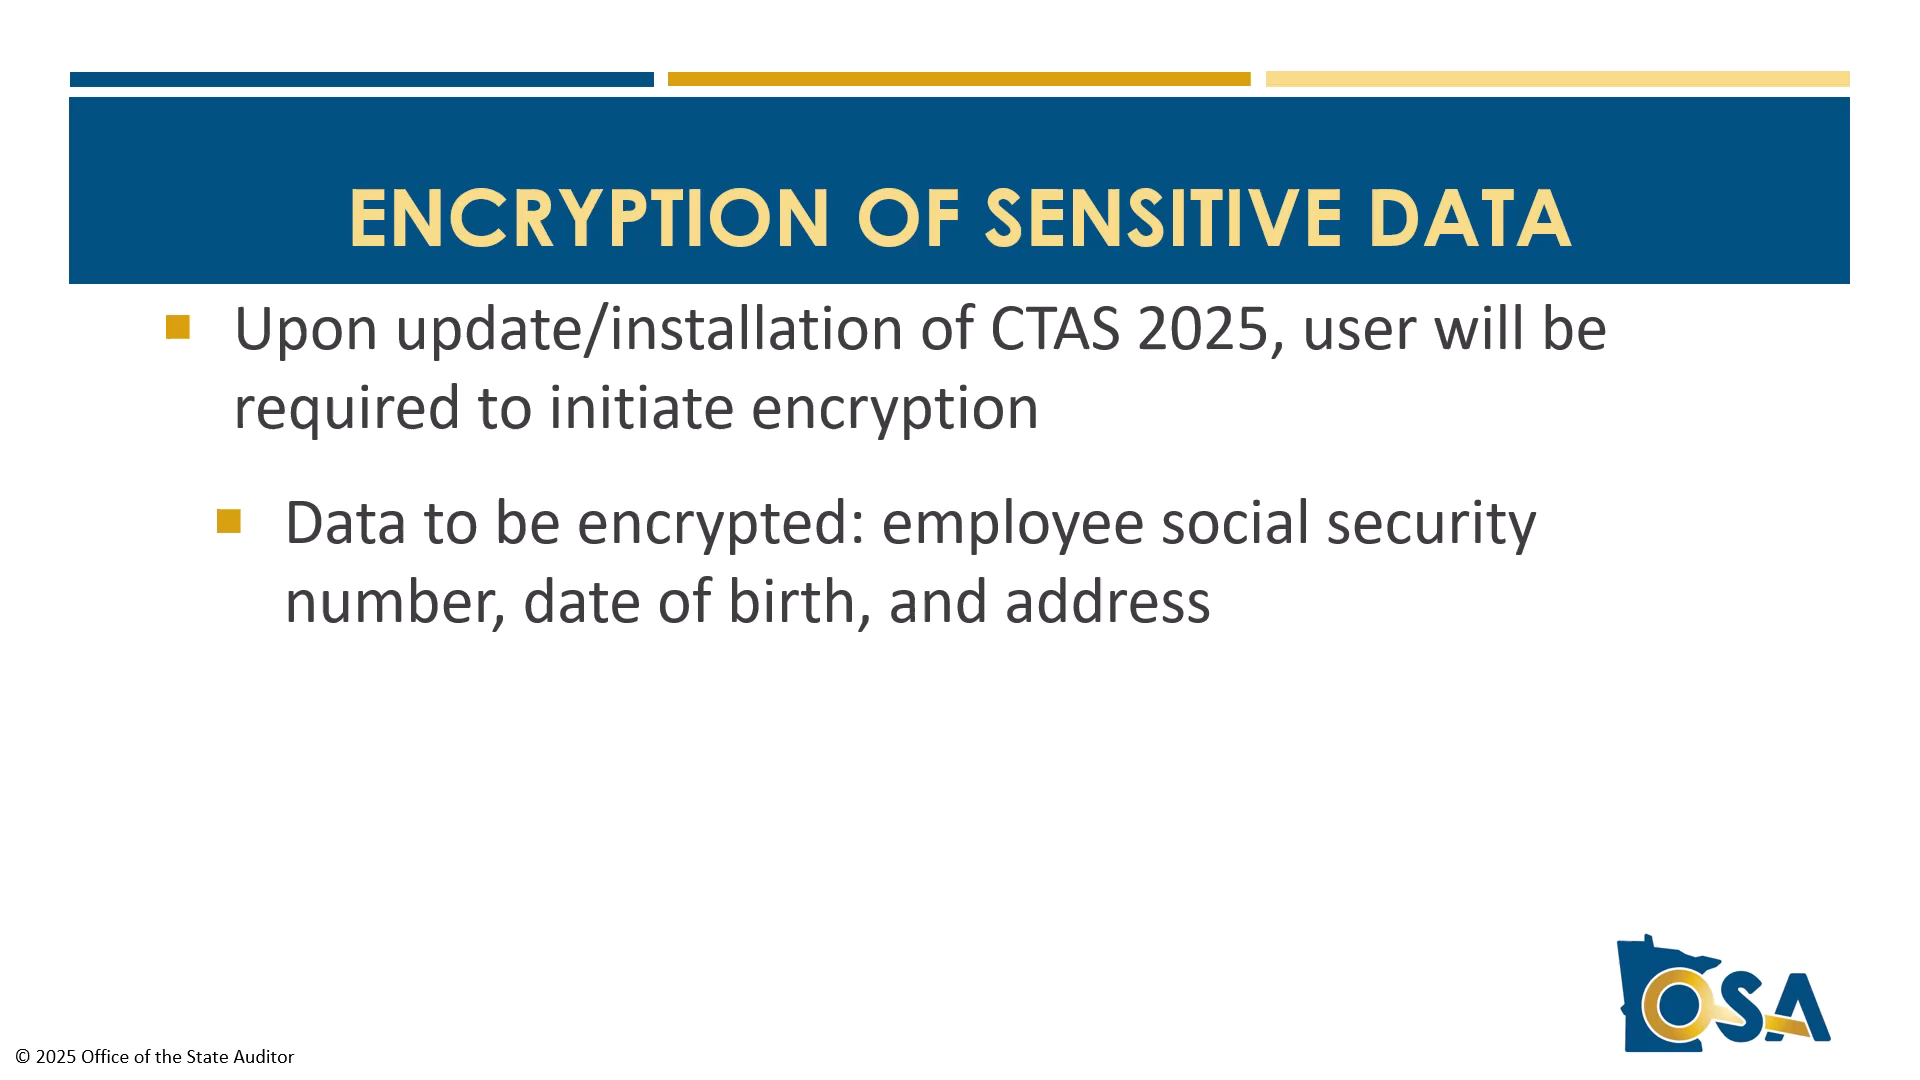 ENCRYPTION OF SENSITIVE DATA
Upon update/installation of CTAS 2025, user will be
required to initiate encryption
Data to be encrypted: employee social security
number, date of birth, and address
OSA
© 2025 Office of the State Auditor